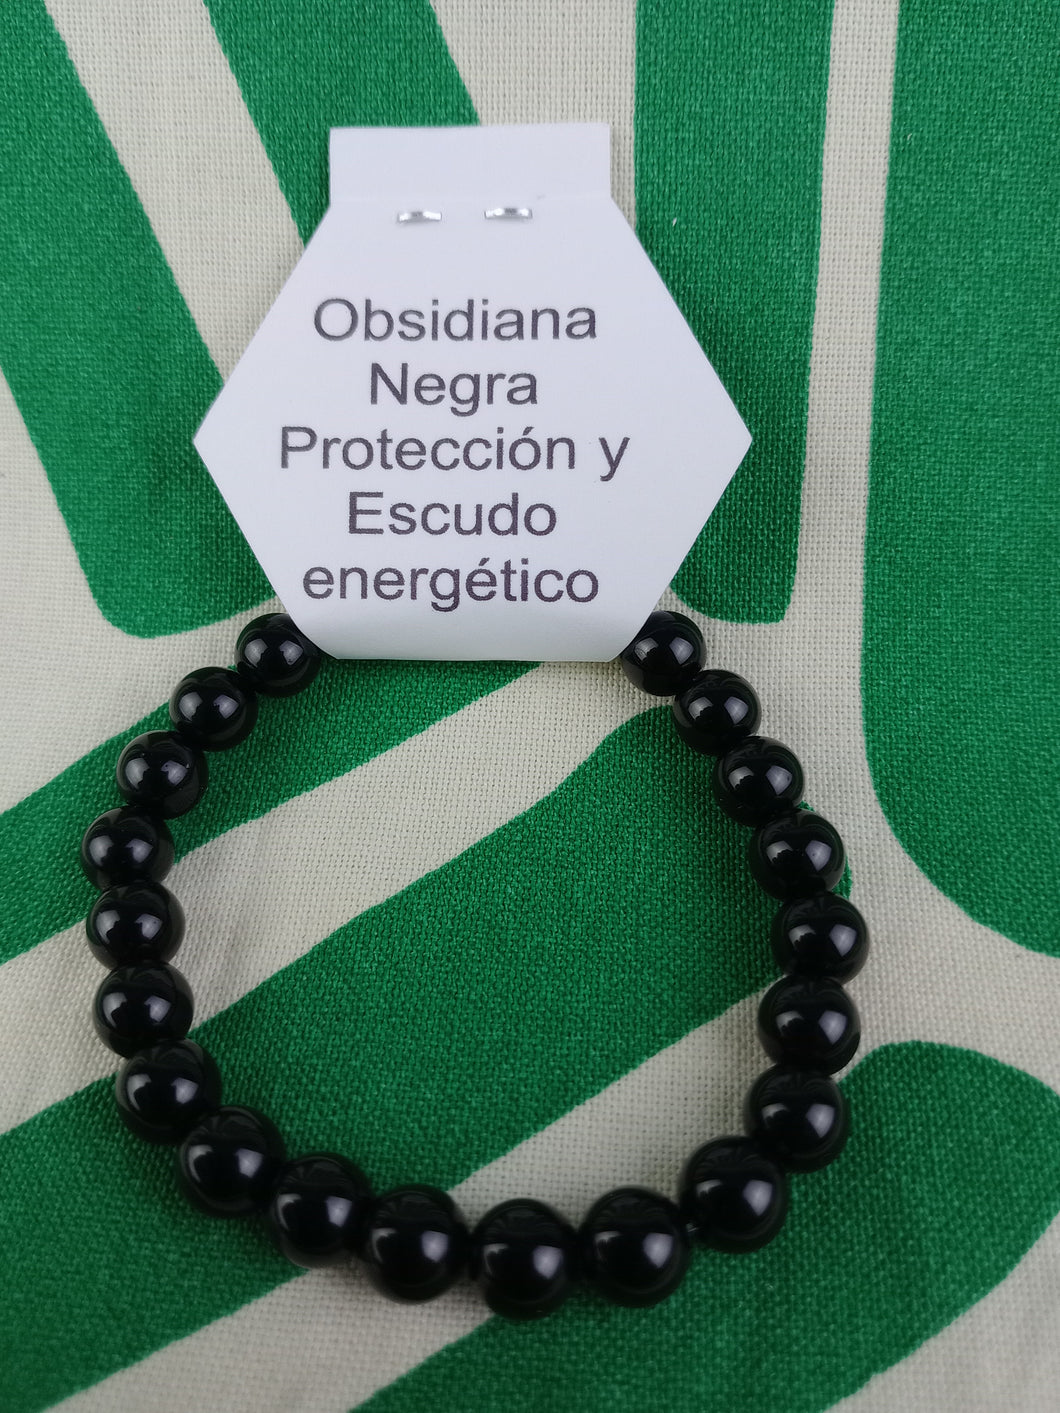 Obsidiana
Negra
Protección y
Escudo
energético